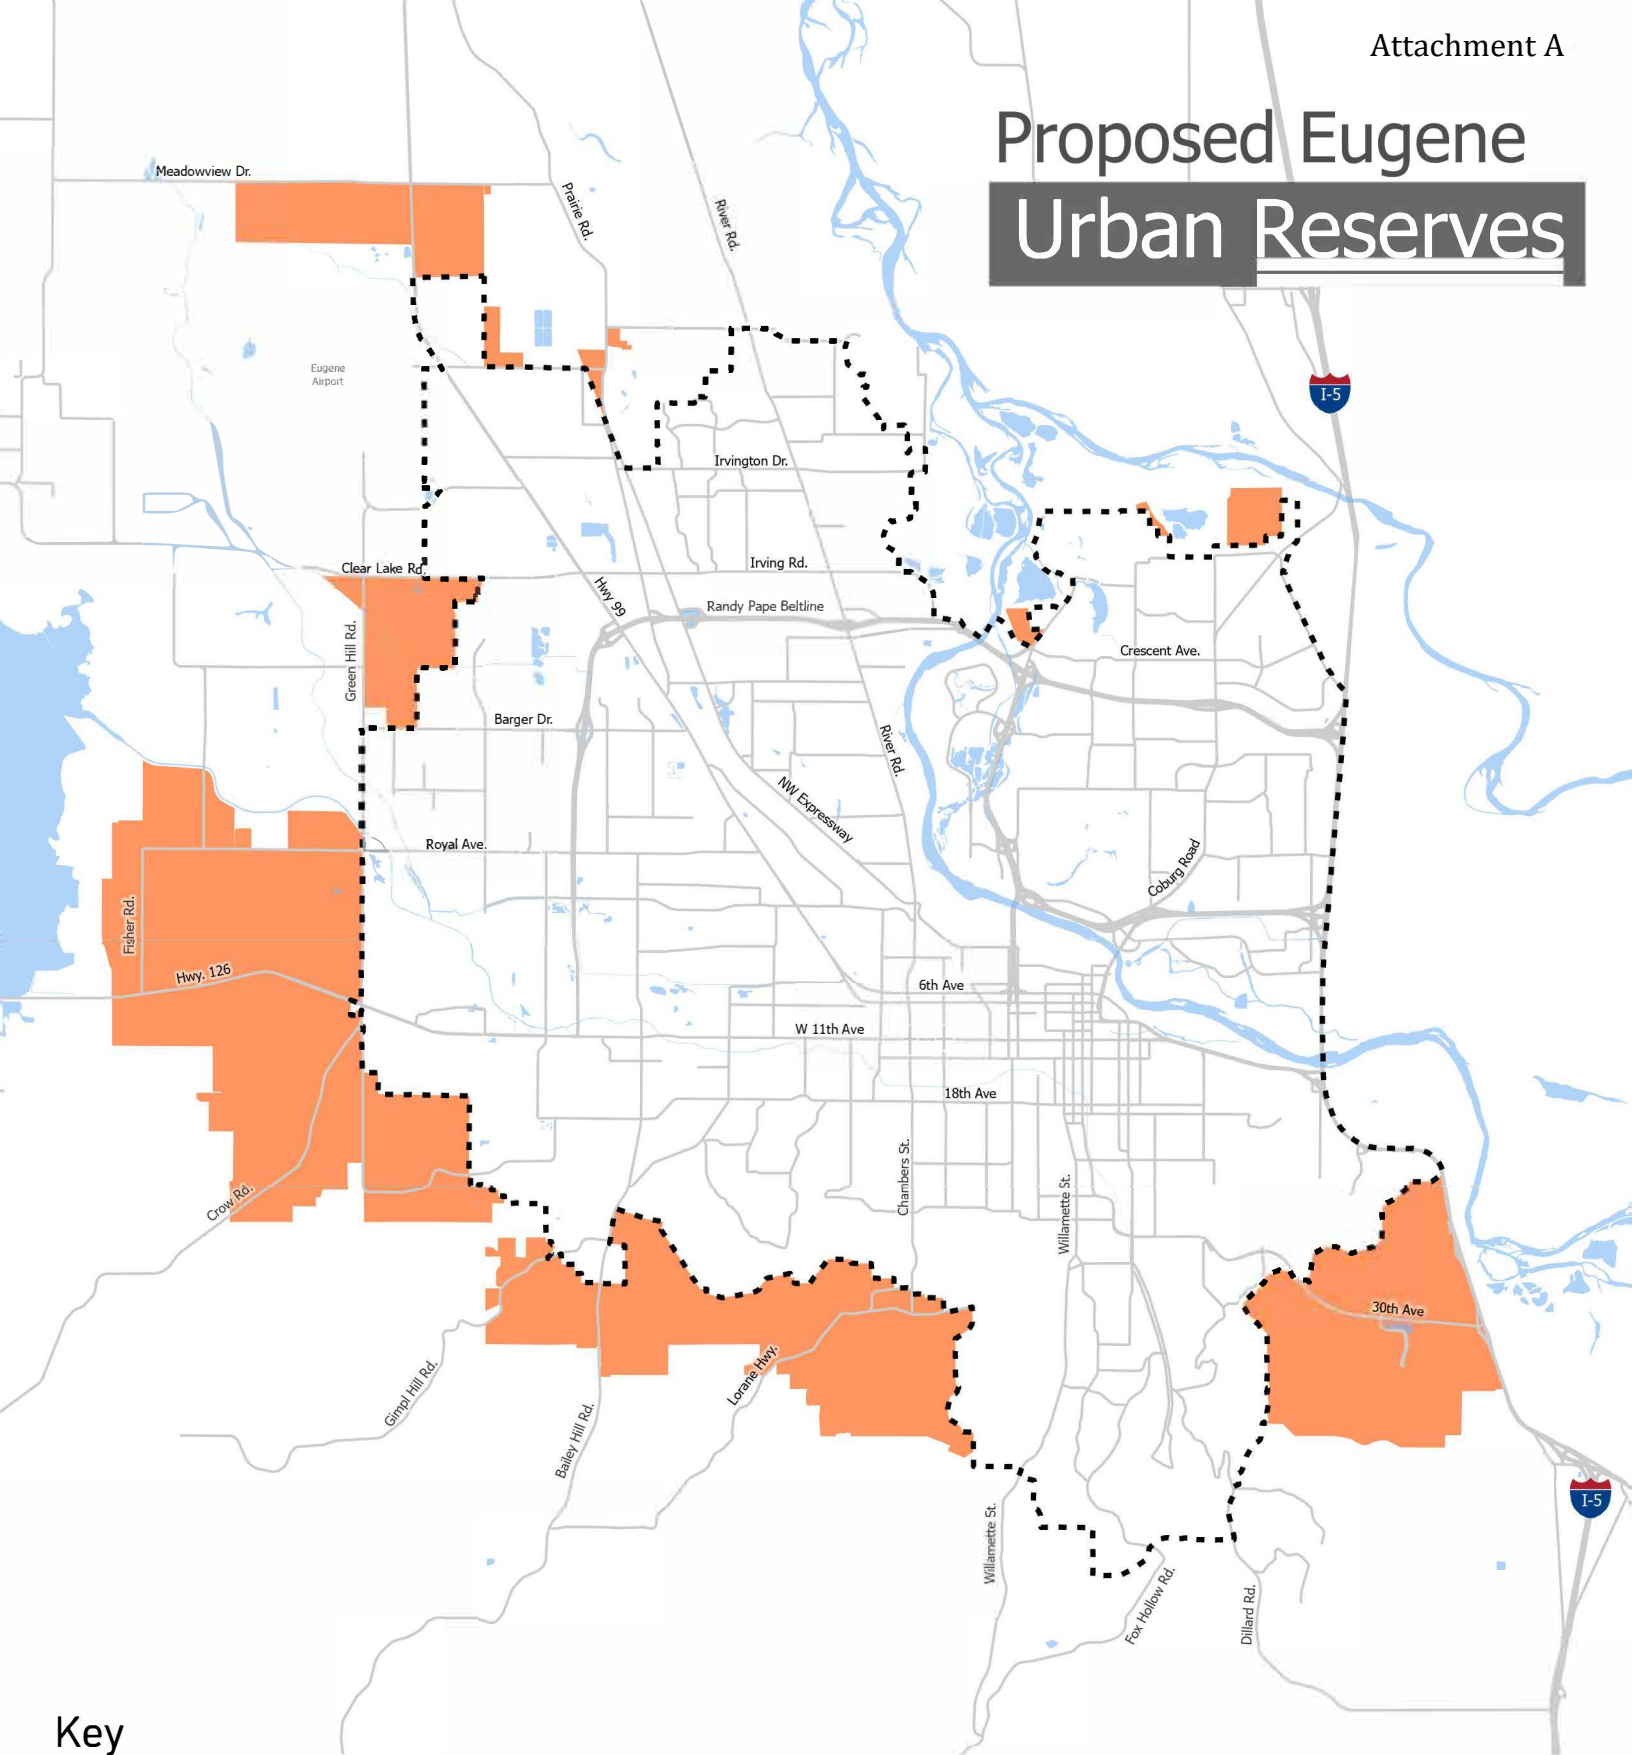 Attachment A
Proposed Eugene
Urban Reserves
Meadowview Dr.
Prairie Rd.
River Rd.
Eugene
Airport
I-5
Irvington Dr.
Clear Lake Rd.
Irving Rd.
Hwy 99
Randy Pape Beltline
Green Hill Rd.
Crescent Ave.
Barger Dr.
River Rd.
NW Expressway
Royal Ave.
Coburg Road
Fisher Rd.
Hwy. 126
6th Ave
W 11th Ave
18th Ave
Chambers St.
Willamette St.
Crow Rd.
30th Ave
Lorane Hwy.
Gimpl Hill Rd.
Bailey Hill Rd.
I-5
Willamette St.
Fox Hollow Rd.
Dillard Rd.
Key